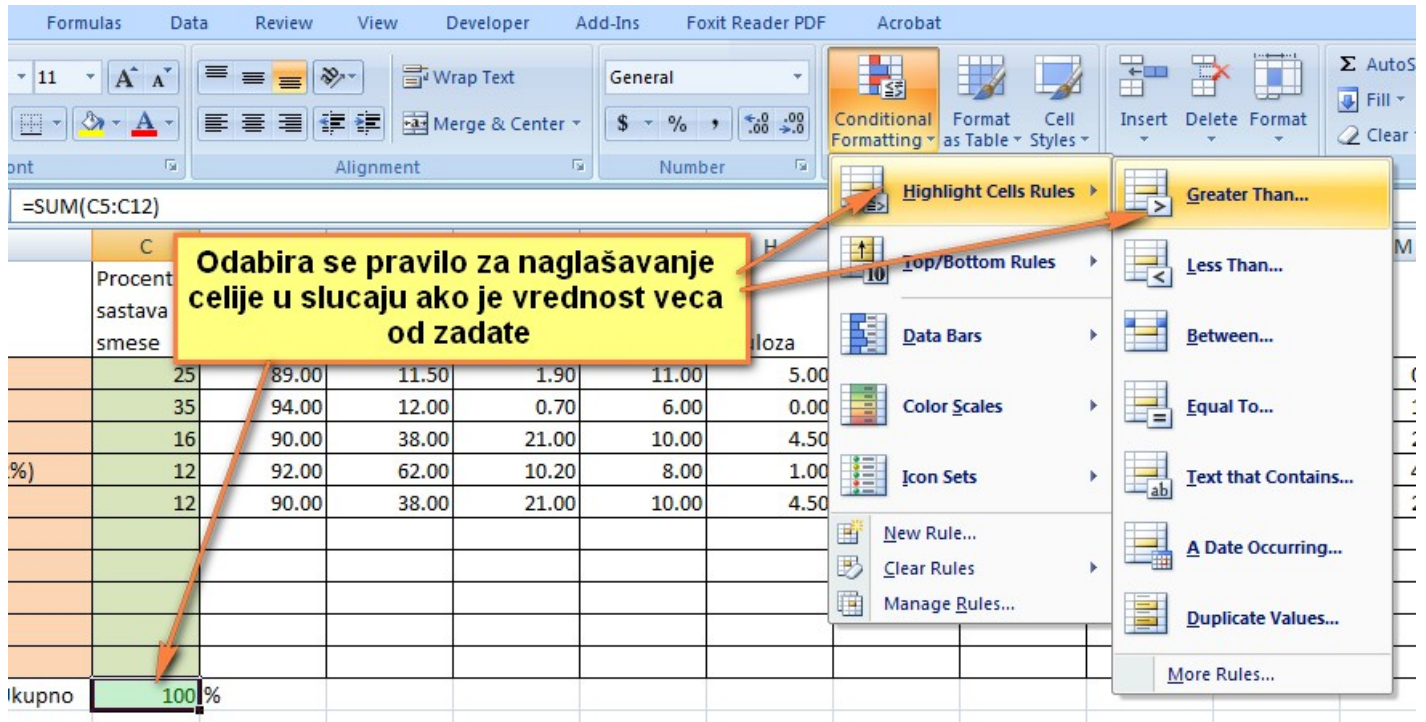 Formulas Data Review View Developer Add-Ins Foxit Reader PDF Acrobat
11 A A Wrap Text General Σ AutoS
Fill
A Merge & Center $ % , .0 .00 .00 .0 Conditional Formatting Format as Table Cell Styles Insert Delete Format Clear
ont Alignment Number
=SUM(C5:C12)
C H M
Odabira se pravilo za naglašavanje
celije u slucaju ako je vrednost veca
od zadate
Procent
sastava
smese uloza
25 89.00 11.50 1.90 11.00 5.00
35 94.00 12.00 0.70 6.00 0.00
16 90.00 38.00 21.00 10.00 4.50
%) 12 92.00 62.00 10.20 8.00 1.00
12 90.00 38.00 21.00 10.00 4.50
Ukupno 100 %
Highlight Cells Rules
Top/Bottom Rules
10
Data Bars
Color Scales
Icon Sets
New Rule...
Clear Rules
Manage Rules...
Greater Than...
Less Than...
Between...
Equal To...
Text that Contains...
ab
A Date Occurring...
Duplicate Values...
More Rules...